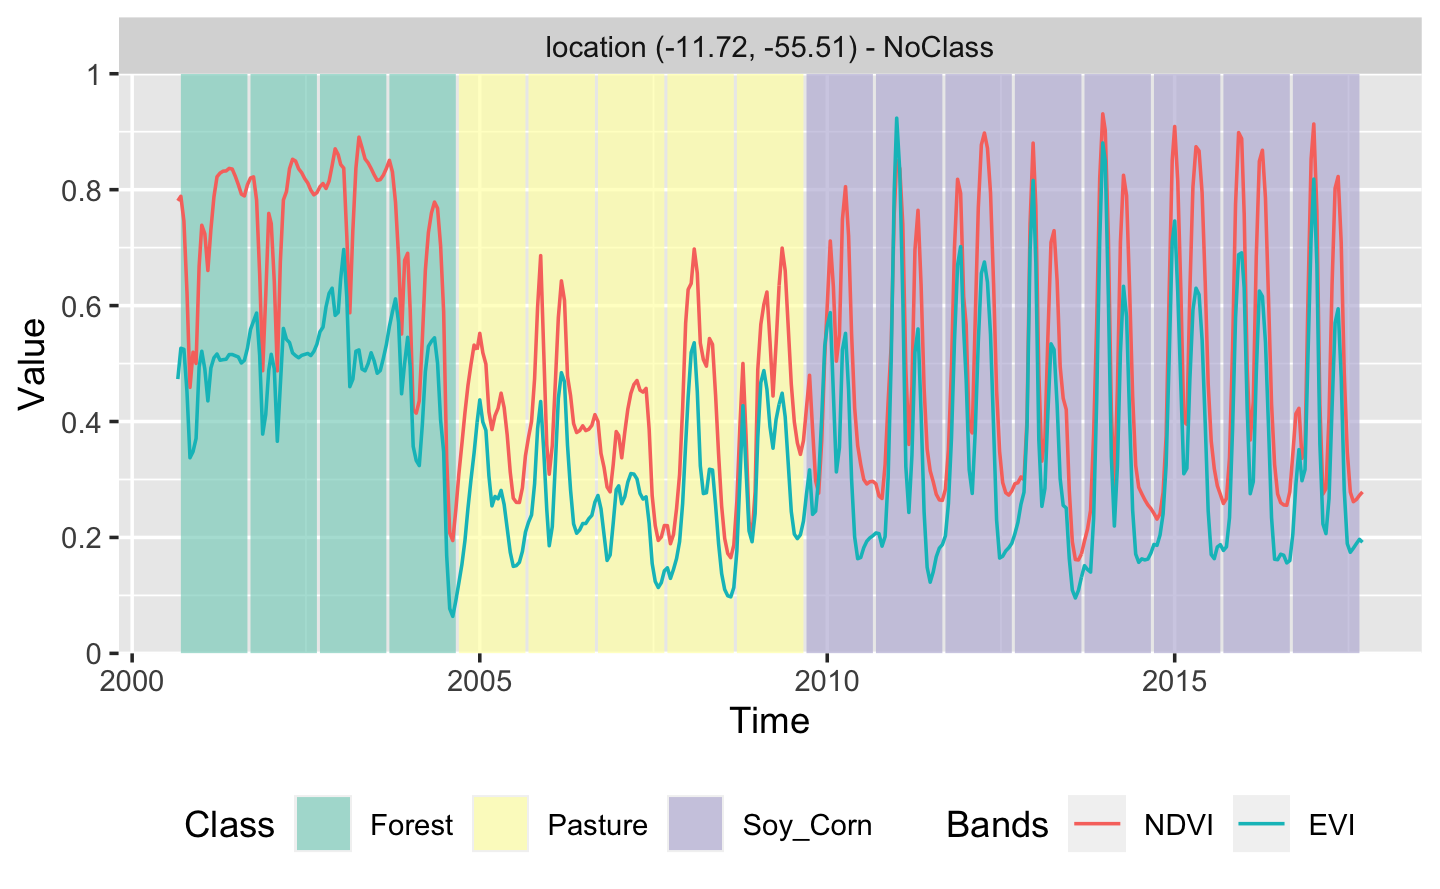 location (-11.72, -55.51) - NoClass
1
0.8
0.6
0.4
0.2
0
Value
2000 2005 2010 2015
Time
Class Forest Pasture Soy_Corn Bands NDVI EVI